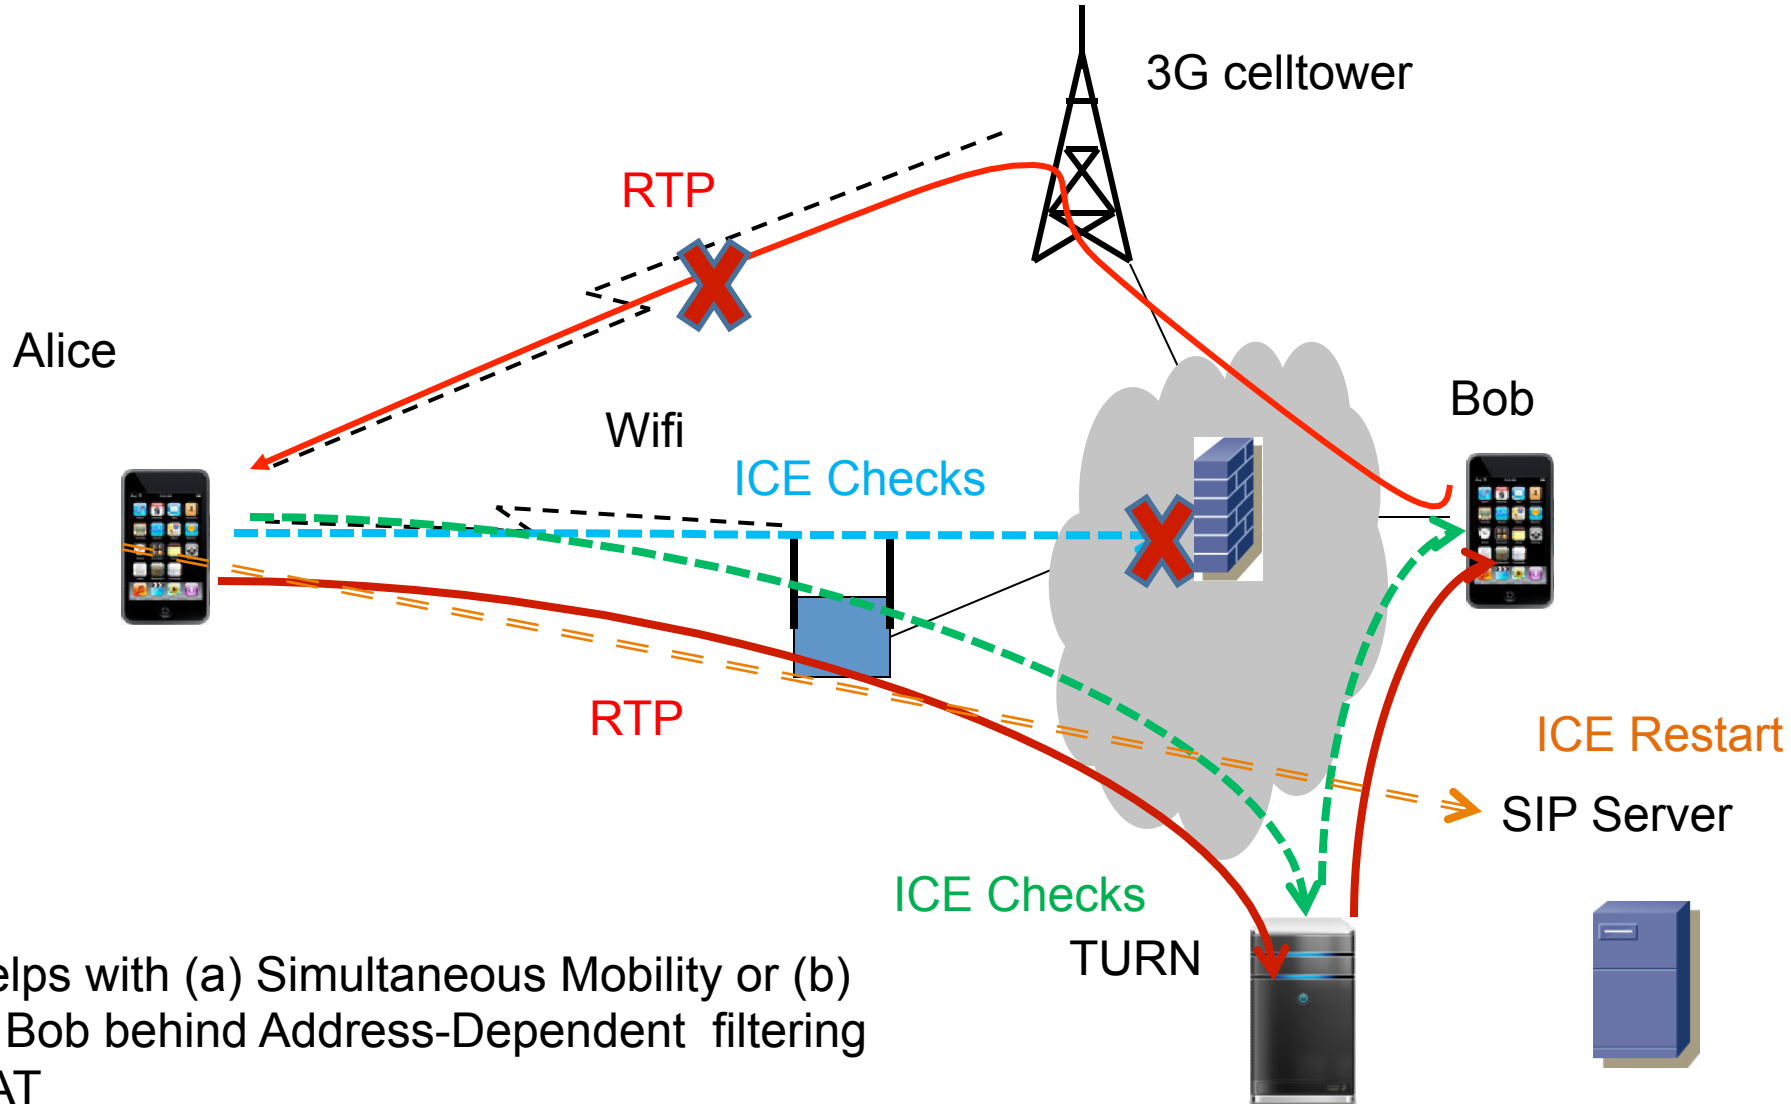 3G celltower
RTP
Alice
Bob
Wifi
ICE Checks
RTP
ICE Restart
SIP Server
ICE Checks
TURN
elps with (a) Simultaneous Mobility or (b)
Bob behind Address-Dependent filtering
AT